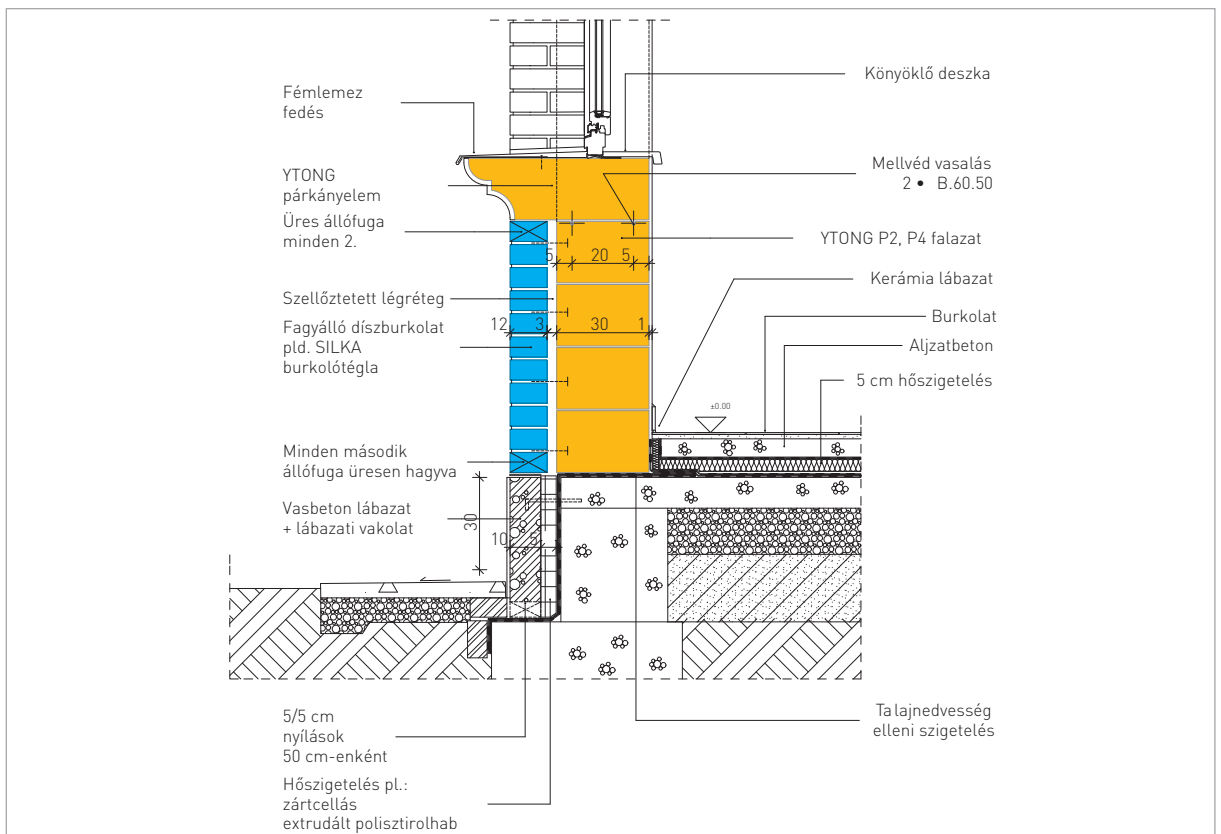 Fémlemez
fedés
YTONG
párkányelem
Üres állófuga
minden 2.
Szellőztetett légréteg
Fagyálló díszburkolat
pld. SILKA
burkolótégla
Minden második
állófuga üresen hagyva
Vasbeton lábazat
+ lábazati vakolat
5/5 cm
nyílások
50 cm-enként
Hőszigetelés pl.:
zártcellás
extrudált polisztirolhab
5 20 5
12 3 30 1
30
10 5
±0.00
Könyöklő deszka
Mellvéd vasalás
2 • B.60.50
YTONG P2, P4 falazat
Kerámia lábazat
Burkolat
Aljzatbeton
5 cm hőszigetelés
Talajnedvesség
elleni szigetelés